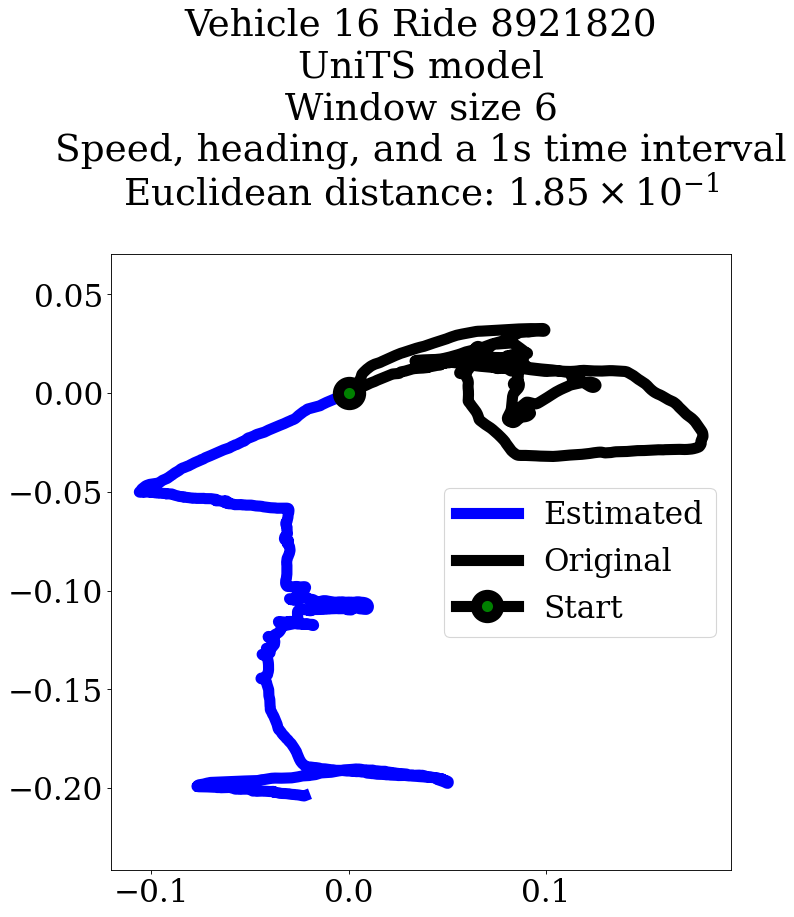 Vehicle 16 Ride 8921820
UniTS model
Window size 6
Speed, heading, and a 1s time interval
Euclidean distance: 1.85 × 10⁻¹
0.05
0.00
−0.05
−0.10
−0.15
−0.20
Estimated
Original
Start
−0.1
0.0
0.1